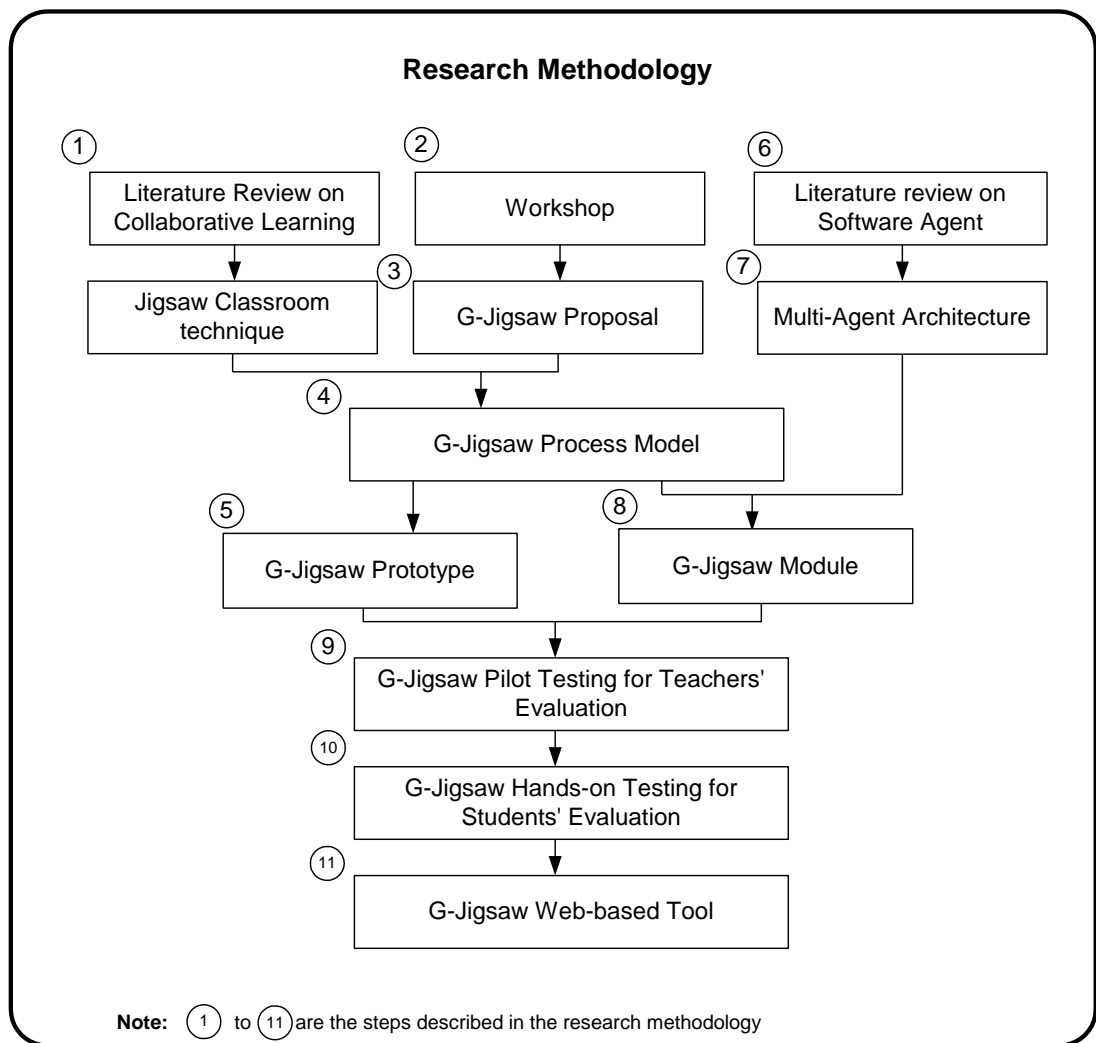 Research Methodology
1
Literature Review on
Collaborative Learning
2
Workshop
6
Literature review on
Software Agent
Jigsaw Classroom
technique
3
G-Jigsaw Proposal
7
Multi-Agent Architecture
4
G-Jigsaw Process Model
5
G-Jigsaw Prototype
8
G-Jigsaw Module
9
G-Jigsaw Pilot Testing for Teachers'
Evaluation
10
G-Jigsaw Hands-on Testing for
Students' Evaluation
11
G-Jigsaw Web-based Tool
Note: 1 to 11 are the steps described in the research methodology